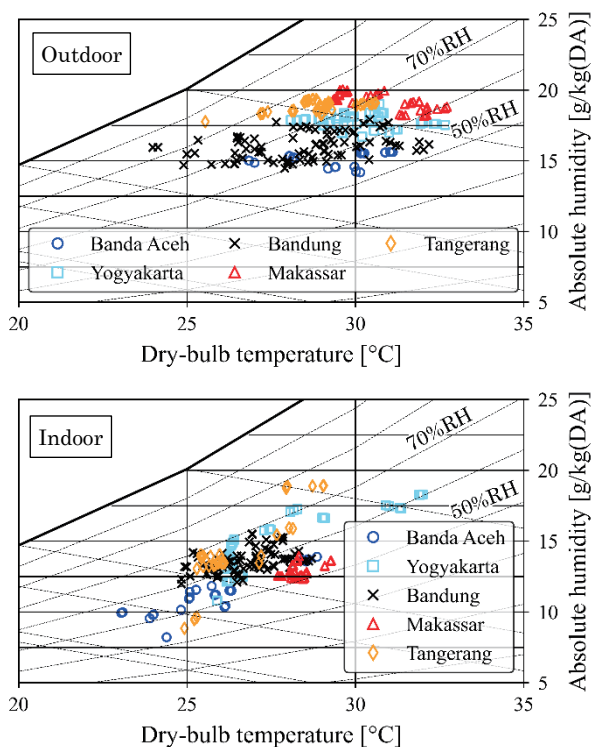 Outdoor
70%RH
50%RH
Banda Aceh
Bandung
Tangerang
Yogyakarta
Makassar
25
20
15
10
5
Absolute humidity [g/kg(DA)]
20
25
30
35
Dry-bulb temperature [°C]
Indoor
70%RH
50%RH
Banda Aceh
Yogyakarta
Bandung
Makassar
Tangerang
25
20
15
10
5
Absolute humidity [g/kg(DA)]
20
25
30
35
Dry-bulb temperature [°C]